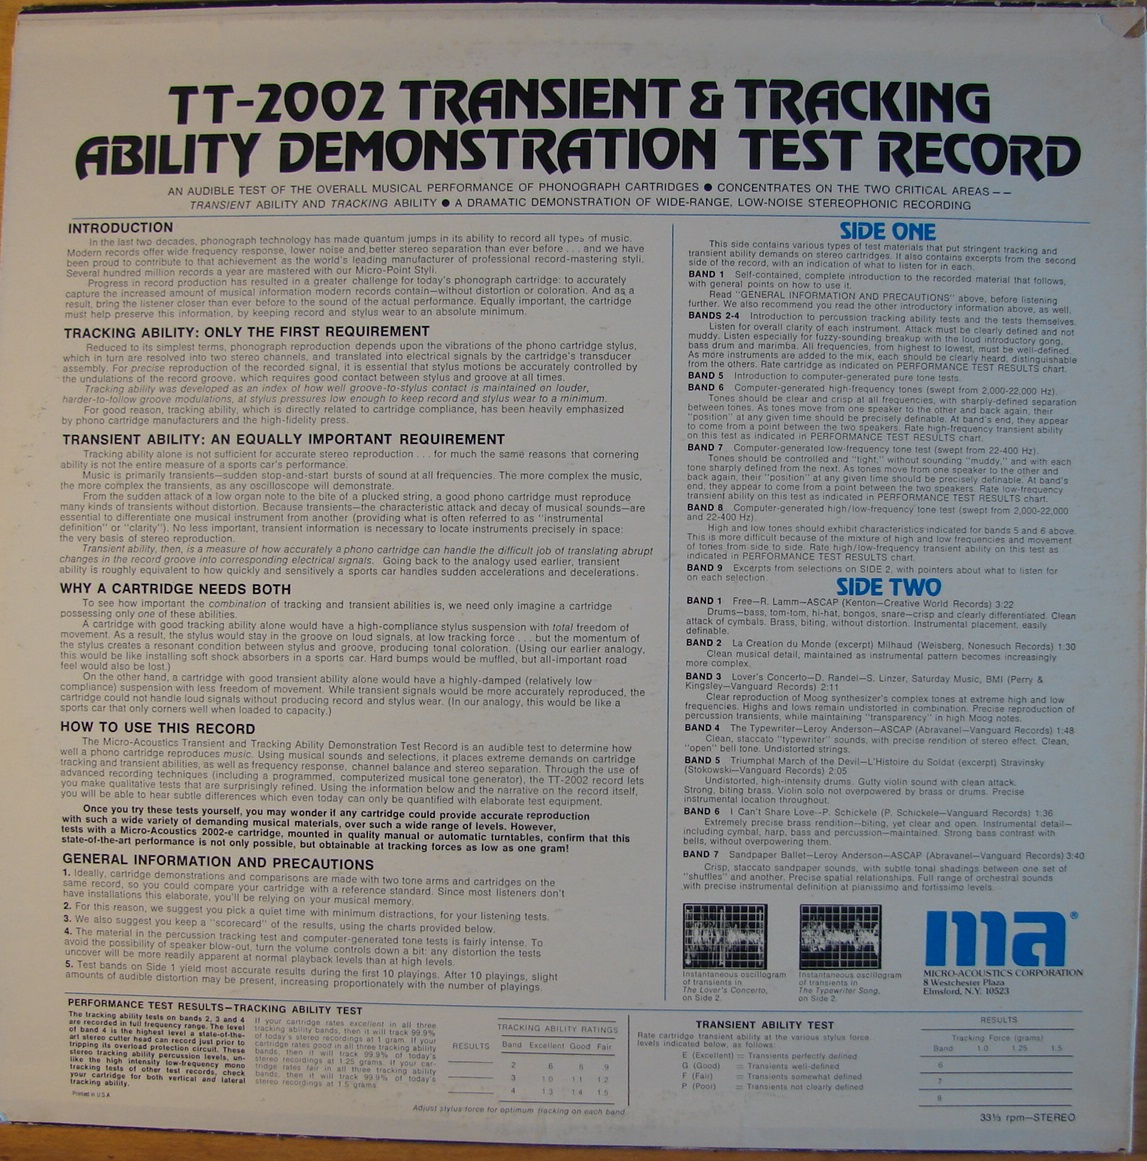 TT-2002 TRANSIENT & TRACKING
ABILITY DEMONSTRATION TEST RECORD
AN AUDIBLE TEST OF THE OVERALL MUSICAL PERFORMANCE OF PHONOGRAPH CARTRIDGES ● CONCENTRATES ON THE TWO CRITICAL AREAS ––
TRANSIENT ABILITY AND TRACKING ABILITY ● A DRAMATIC DEMONSTRATION OF WIDE-RANGE, LOW-NOISE STEREOPHONIC RECORDING
INTRODUCTION
In the last two decades, phonograph technology has made quantum jumps in its ability to record all types of music.
Modern records offer wide frequency response, lower noise and better stereo separation than ever before . . . and we have
been proud to contribute to that achievement as the world's leading manufacturer of professional record-mastering styli.
Several hundred million records a year are mastered with our Micro-Point Styli.
Progress in record production has resulted in a greater challenge for today's phonograph cartridge: to accurately
capture the increased amount of musical information modern records contain—without distortion or coloration. And as a
result, bring the listener closer than ever before to the sound of the actual performance. Equally important, the cartridge
must help preserve this information, by keeping record and stylus wear to an absolute minimum.
TRACKING ABILITY: ONLY THE FIRST REQUIREMENT
Reduced to its simplest terms, phonograph reproduction depends upon the vibrations of the phono cartridge stylus,
which in turn are resolved into two stereo channels, and translated into electrical signals by the cartridge's transducer
assembly. For precise reproduction of the recorded signal, it is essential that stylus motions be accurately controlled by
the undulations of the record groove. which requires good contact between stylus and groove at all times.
Tracking ability was developed as an index of how well groove-to-stylus contact is maintained on louder,
harder-to-follow groove modulations, at stylus pressures low enough to keep record and stylus wear to a minimum.
For good reason, tracking ability, which is directly related to cartridge compliance, has been heavily emphasized
by phono cartridge manufacturers and the high-fidelity press.
TRANSIENT ABILITY: AN EQUALLY IMPORTANT REQUIREMENT
Tracking ability alone is not sufficient for accurate stereo reproduction . . . for much the same reasons that cornering
ability is not the entire measure of a sports car's performance.
Music is primarily transients—sudden stop-and-start bursts of sound at all frequencies. The more complex the music,
the more complex the transients, as any oscilloscope will demonstrate.
From the sudden attack of a low organ note to the bite of a plucked string, a good phono cartridge must reproduce
many kinds of transients without distortion. Because transients—the characteristic attack and decay of musical sounds—are
essential to differentiate one musical instrument from another (providing what is often referred to as "instrumental
definition" or "clarity"). No less important, transient information is necessary to locate instruments precisely in space:
the very basis of stereo reproduction.
Transient ability, then, is a measure of how accurately a phono cartridge can handle the difficult job of translating abrupt
changes in the record groove into corresponding electrical signals. Going back to the analogy used earlier, transient
ability is roughly equivalent to how quickly and sensitively a sports car handles sudden accelerations and decelerations.
WHY A CARTRIDGE NEEDS BOTH
To see how important the combination of tracking and transient abilities is, we need only imagine a cartridge
possessing only one of these abilities.
A cartridge with good tracking ability alone would have a high-compliance stylus suspension with total freedom of
movement. As a result, the stylus would stay in the groove on loud signals, at low tracking force . . . but the momentum of
the stylus creates a resonant condition between stylus and groove, producing tonal coloration. (Using our earlier analogy,
this would be like installing soft shock absorbers in a sports car. Hard bumps would be muffled, but all-important road
feel would also be lost.)
On the other hand, a cartridge with good transient ability alone would have a highly-damped (relatively low
compliance) suspension with less freedom of movement. While transient signals would be more accurately reproduced, the
cartridge could not handle loud signals without producing record and stylus wear. (In our analogy, this would be like a
sports car that only corners well when loaded to capacity.)
HOW TO USE THIS RECORD
The Micro-Acoustics Transient and Tracking Ability Demonstration Test Record is an audible test to determine how
well a phono cartridge reproduces music. Using musical sounds and selections, it places extreme demands on cartridge
tracking and transient abilities, as well as frequency response, channel balance and stereo separation. Through the use of
advanced recording techniques (including a programmed, computerized musical tone generator), the TT-2002 record lets
you make qualitative tests that are surprisingly refined. Using the information below and the narrative on the record itself,
you will be able to hear subtle differences which even today can only be quantified with elaborate test equipment.
Once you try these tests yourself, you may wonder if any cartridge could provide accurate reproduction
with such a wide variety of demanding musical materials, over such a wide range of levels. However,
tests with a Micro-Acoustics 2002-e cartridge, mounted in quality manual or automatic turntables, confirm that this
state-of-the-art performance is not only possible, but obtainable at tracking forces as low as one gram!
GENERAL INFORMATION AND PRECAUTIONS
1. Ideally, cartridge demonstrations and comparisons are made with two tone arms and cartridges on the
same record, so you could compare your cartridge with a reference standard. Since most listeners don't
have installations this elaborate, you'll be relying on your musical memory.
2. For this reason, we suggest you pick a quiet time with minimum distractions, for your listening tests.
3. We also suggest you keep a "scorecard" of the results, using the charts provided below.
4. The material in the percussion tracking test and computer-generated tone tests is fairly intense. To
avoid the possibility of speaker blow-out, turn the volume controls down a bit: any distortion the tests
uncover will be more readily apparent at normal playback levels than at high levels.
5. Test bands on Side 1 yield most accurate results during the first 10 playings. After 10 playings, slight
amounts of audible distortion may be present, increasing proportionately with the number of playings.
SIDE ONE
This side contains various types of test materials that put stringent tracking and
transient ability demands on stereo cartridges. It also contains excerpts from the second
side of the record, with an indication of what to listen for in each.
BAND 1 Self-contained, complete introduction to the recorded material that follows,
with general points on how to use it.
Read "GENERAL INFORMATION AND PRECAUTIONS" above, before listening
further. We also recommend you read the other introductory information above, as well.
BANDS 2-4 Introduction to percussion tracking ability tests and the tests themselves.
Listen for overall clarity of each instrument. Attack must be clearly defined and not
muddy. Listen especially for fuzzy-sounding breakup with the loud introductory gong,
bass drum and marimba. All frequencies, from highest to lowest, must be well-defined.
As more instruments are added to the mix, each should be clearly heard, distinguishable
from the others. Rate cartridge as indicated on PERFORMANCE TEST RESULTS chart.
BAND 5 Introduction to computer-generated pure tone tests.
BAND 6 Computer-generated high-frequency tones (swept from 2,000-22,000 Hz).
Tones should be clear and crisp at all frequencies, with sharply-defined separation
between tones. As tones move from one speaker to the other and back again, their
"position" at any given time should be precisely definable. At band's end, they appear
to come from a point between the two speakers. Rate high-frequency transient ability
on this test as indicated in PERFORMANCE TEST RESULTS chart.
BAND 7 Computer-generated low-frequency tone test (swept from 22-400 Hz).
Tones should be controlled and "tight," without sounding "muddy," and with each
tone sharply defined from the next. As tones move from one speaker to the other and
back again, their "position" at any given time should be precisely definable. At band's
end, they appear to come from a point between the two speakers. Rate low-frequency
transient ability on this test as indicated in PERFORMANCE TEST RESULTS chart.
BAND 8 Computer-generated high/low-frequency tone test (swept from 2,000-22,000
and 22-400 Hz).
High and low tones should exhibit characteristics indicated for bands 5 and 6 above.
This is more difficult because of the mixture of high and low frequencies and movement
of tones from side to side. Rate high/low-frequency transient ability on this test as
indicated in PERFORMANCE TEST RESULTS chart.
BAND 9 Excerpts from selections on SIDE 2, with pointers about what to listen for
on each selection.
SIDE TWO
BAND 1 Free—R. Lamm—ASCAP (Kenton—Creative World Records) 3:22
Drums—bass, tom-tom, hi-hat, bongos, snare—crisp and clearly differentiated. Clean
attack of cymbals. Brass, biting, without distortion. Instrumental placement, easily
definable.
BAND 2 La Creation du Monde (excerpt) Milhaud (Weisberg, Nonesuch Records) 1:30
Clean musical detail, maintained as instrumental pattern becomes increasingly
more complex.
BAND 3 Lover's Concerto—D. Randel—S. Linzer, Saturday Music, BMI (Perry &
Kingsley—Vanguard Records) 2:11
Clear reproduction of Moog synthesizer's complex tones at extreme high and low
frequencies. Highs and lows remain undistorted in combination. Precise reproduction of
percussion transients, while maintaining "transparency" in high Moog notes.
BAND 4 The Typewriter—Leroy Anderson—ASCAP (Abravanel—Vanguard Records) 1:48
Clean, staccato "typewriter" sounds, with precise rendition of stereo effect. Clean,
"open" bell tone. Undistorted strings.
BAND 5 Triumphal March of the Devil—L'Histoire du Soldat (excerpt) Stravinsky
(Stokowski—Vanguard Records) 2:05
Undistorted, high-intensity drums. Gutty violin sound with clean attack.
Strong, biting brass. Violin solo not overpowered by brass or drums. Precise
instrumental location throughout.
BAND 6 I Can't Share Love—P. Schickele (P. Schickele—Vanguard Records) 1:36
Extremely precise brass rendition—biting, yet clear and open. Instrumental detail—
including cymbal, harp, bass and percussion—maintained. Strong bass contrast with
bells, without overpowering them.
BAND 7 Sandpaper Ballet—Leroy Anderson—ASCAP (Abravanel—Vanguard Records) 3:40
Crisp, staccato sandpaper sounds, with subtle tonal shadings between one set of
"shuffles" and another. Precise spatial relationships. Full range of orchestral sounds
with precise instrumental definition at pianissimo and fortissimo levels.
Instantaneous oscillogram
of transients in
The Lover's Concerto,
on Side 2.
Instantaneous oscillogram
of transients in
The Typewriter Song,
on Side 2.
ma®
MICRO-ACOUSTICS CORPORATION
8 Westchester Plaza
Elmsford, N.Y. 10523
PERFORMANCE TEST RESULTS—TRACKING ABILITY TEST
The tracking ability tests on bands 2, 3 and 4
are recorded in full frequency range. The level
of band 4 is the highest level a state-of-the-
art stereo cutter head can record just prior to
tripping its overload protection circuit. These
stereo tracking ability percussion levels, un-
like the high intensity low-frequency mono
tracking tests of other test records, check
your cartridge for both vertical and lateral
tracking ability.
Printed in U.S.A.
If your cartridge rates excellent in all three
tracking ability bands, then it will track 99.9%
of today's stereo recordings at 1 gram. If your
cartridge rates good in all three tracking ability
bands, then it will track 99.9% of today's
stereo recordings at 1.25 grams. If your car-
tridge rates fair in all three tracking ability
bands, then it will track 99.9% of today's
stereo recordings at 1.5 grams.
RESULTS
TRACKING ABILITY RATINGS
Band Excellent Good Fair
2 .6 .8 .9
3 1.0 1.1 1.2
4 1.3 1.4 1.5
Adjust stylus force for optimum tracking on each band.
TRANSIENT ABILITY TEST
Rate cartridge transient ability at the various stylus force
levels indicated below, as follows:
E (Excellent) = Transients perfectly defined
G (Good) = Transients well-defined
F (Fair) = Transients somewhat defined
P (Poor) = Transients not clearly defined
RESULTS
Tracking Force (grams)
Band 1.0 1.25 1.5
6
7
8
33⅓ rpm—STEREO